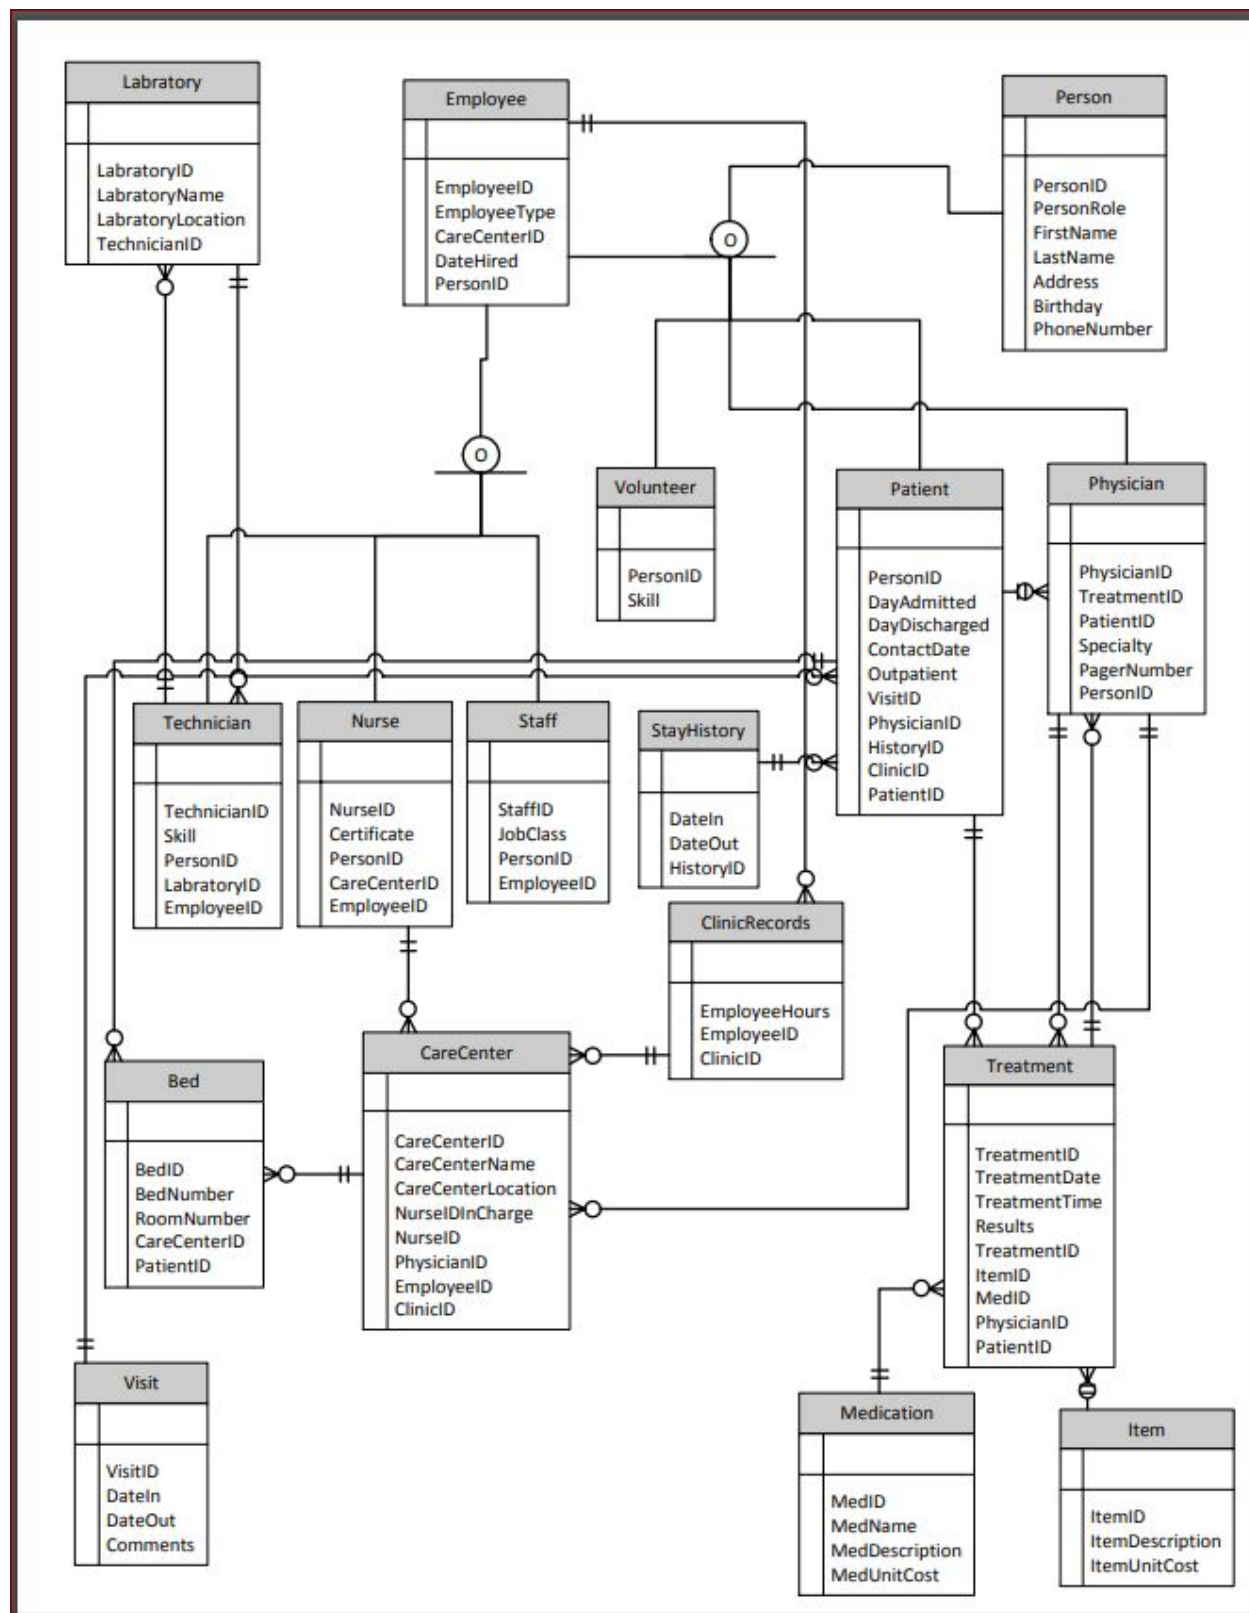 Labratory
LabratoryID
LabratoryName
LabratoryLocation
TechnicianID
Employee
EmployeeID
EmployeeType
CareCenterID
DateHired
PersonID
Person
PersonID
PersonRole
FirstName
LastName
Address
Birthday
PhoneNumber
O
O
Volunteer
PersonID
Skill
Patient
PersonID
DayAdmitted
DayDischarged
ContactDate
Outpatient
VisitID
PhysicianID
HistoryID
ClinicID
PatientID
Physician
PhysicianID
TreatmentID
PatientID
Specialty
PagerNumber
PersonID
Technician
TechnicianID
Skill
PersonID
LabratoryID
EmployeeID
Nurse
NurseID
Certificate
PersonID
CareCenterID
EmployeeID
Staff
StaffID
JobClass
PersonID
EmployeeID
StayHistory
DateIn
DateOut
HistoryID
ClinicRecords
EmployeeHours
EmployeeID
ClinicID
Bed
BedID
BedNumber
RoomNumber
CareCenterID
PatientID
CareCenter
CareCenterID
CareCenterName
CareCenterLocation
NurseIDInCharge
NurseID
PhysicianID
EmployeeID
ClinicID
Treatment
TreatmentID
TreatmentDate
TreatmentTime
Results
TreatmentID
ItemID
MedID
PhysicianID
PatientID
Visit
VisitID
DateIn
DateOut
Comments
Medication
MedID
MedName
MedDescription
MedUnitCost
Item
ItemID
ItemDescription
ItemUnitCost